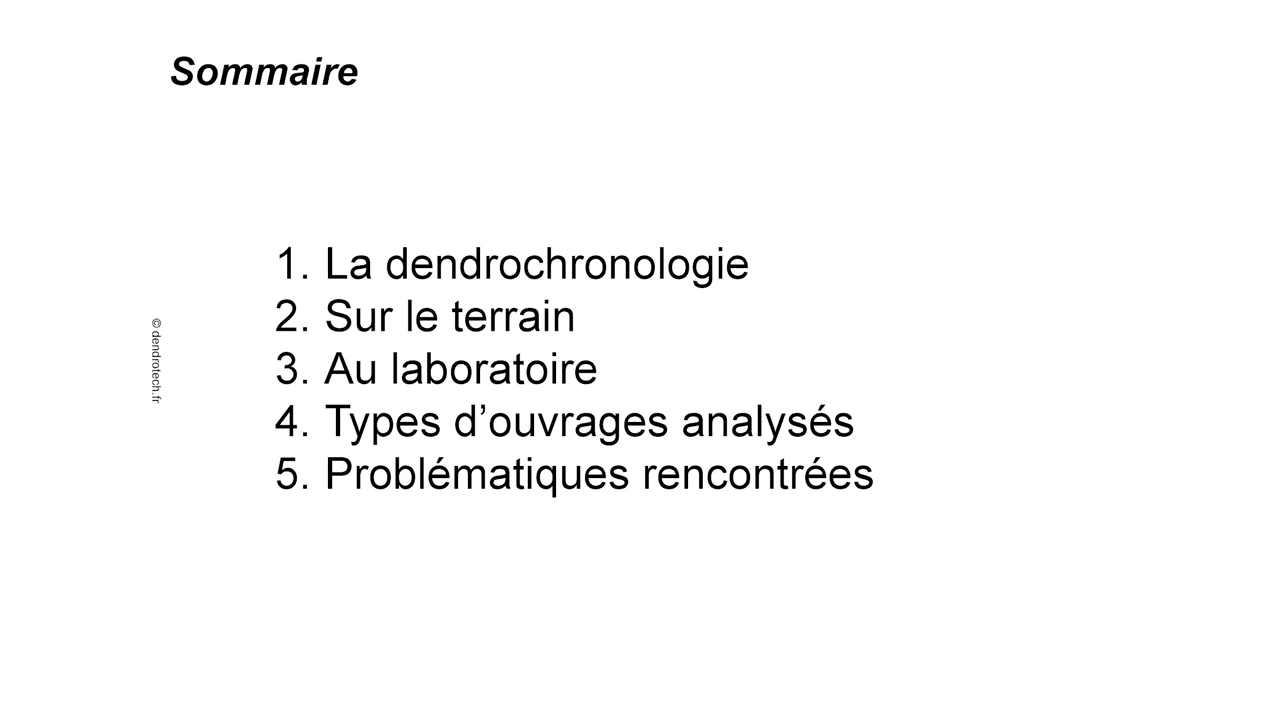 Sommaire
1. La dendrochronologie
2. Sur le terrain
3. Au laboratoire
4. Types d’ouvrages analysés
5. Problématiques rencontrées
© dendrotech.fr